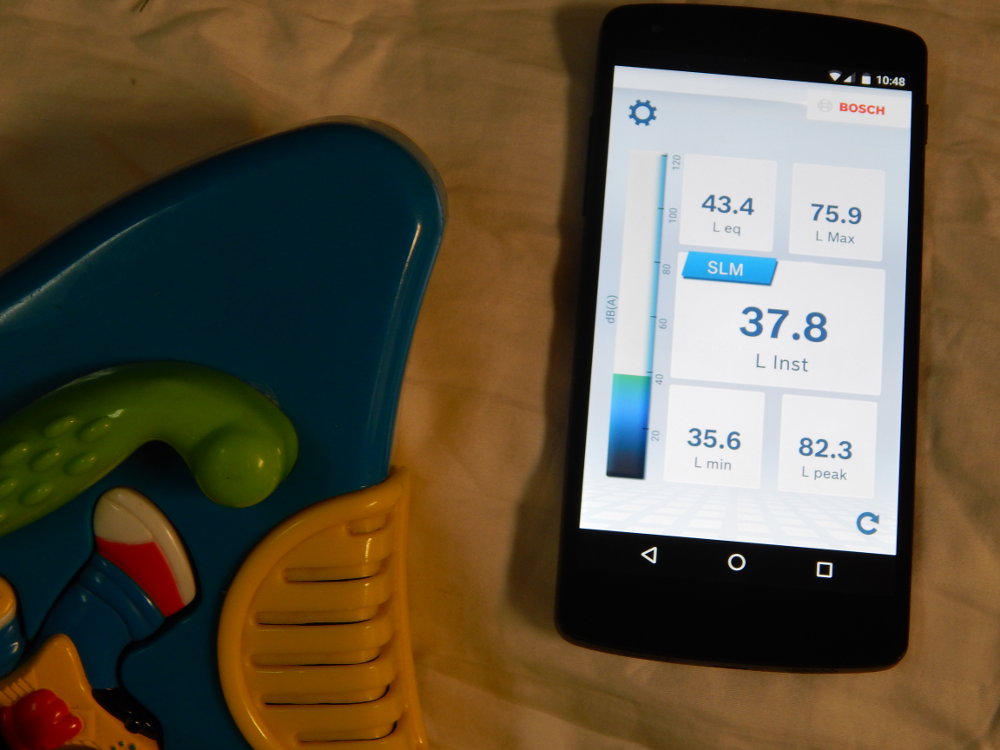 10:48
BOSCH
120
100
80
60
40
20
dB(A)
43.4
L eq
75.9
L Max
SLM
37.8
L Inst
35.6
L min
82.3
L peak